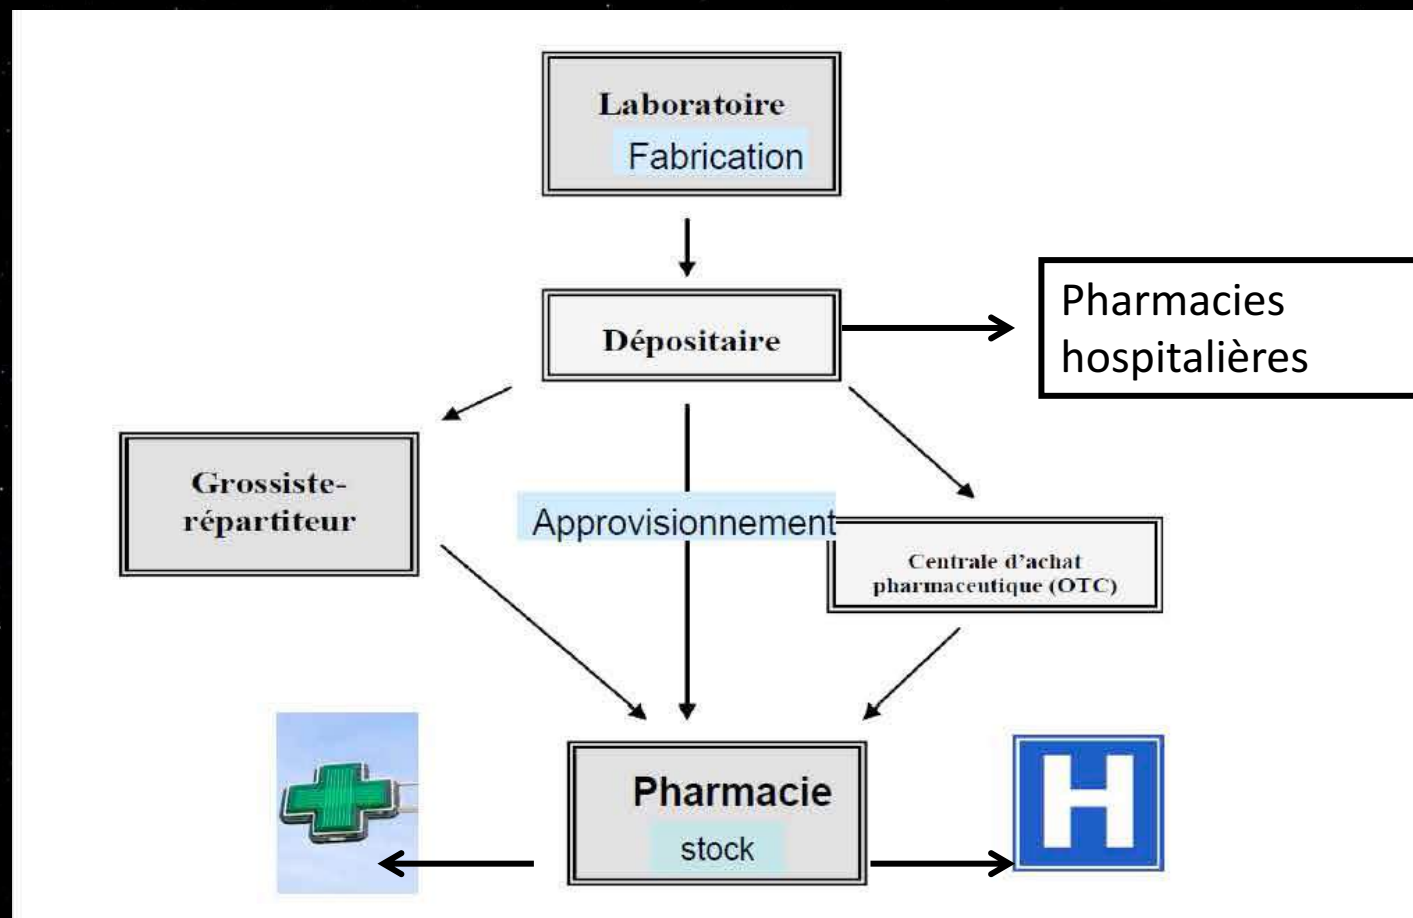 Laboratoire
Fabrication
Dépositaire
Pharmacies
hospitalières
Grossiste-
répartiteur
Approvisionnement
Centrale d'achat
pharmaceutique (OTC)
Pharmacie
stock
H